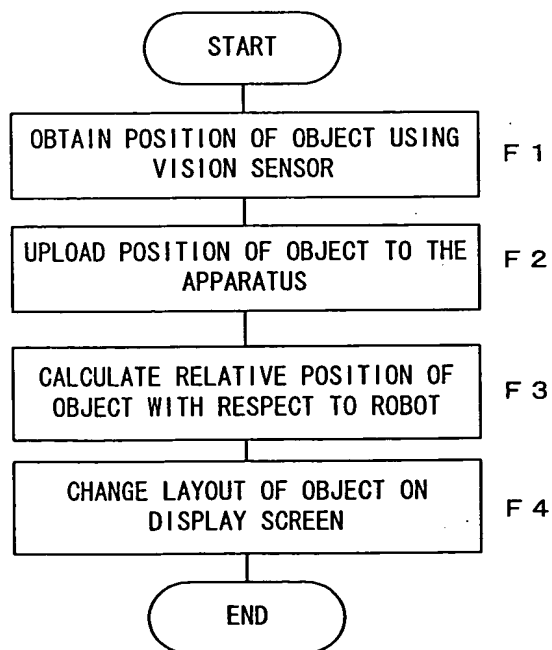 START
OBTAIN POSITION OF OBJECT USING
VISION SENSOR
F 1
UPLOAD POSITION OF OBJECT TO THE
APPARATUS
F 2
CALCULATE RELATIVE POSITION OF
OBJECT WITH RESPECT TO ROBOT
F 3
CHANGE LAYOUT OF OBJECT ON
DISPLAY SCREEN
F 4
END